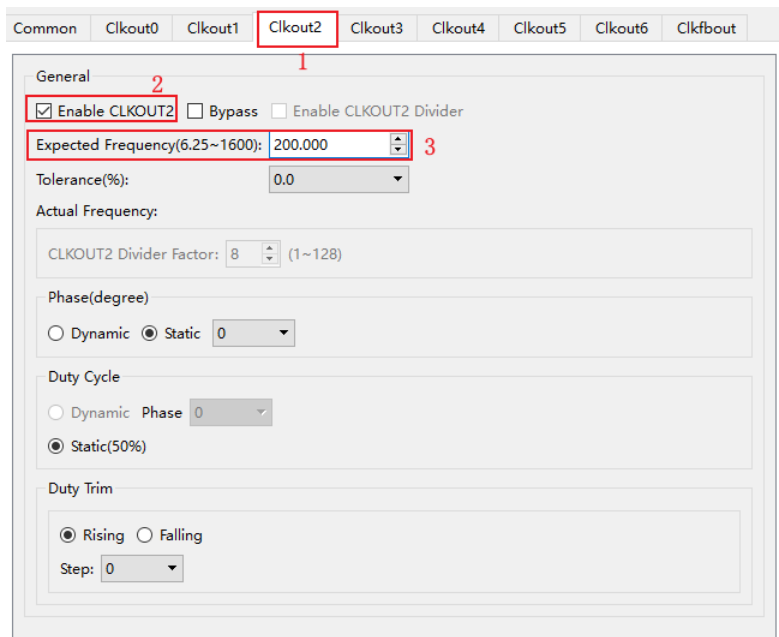 Common Clkout0 Clkout1 Clkout2 Clkout3 Clkout4 Clkout5 Clkout6 Clkfbout
1
General
2
Enable CLKOUT2 Bypass Enable CLKOUT2 Divider
Expected Frequency(6.25~1600): 200.000 3
Tolerance(%): 0.0
Actual Frequency:
CLKOUT2 Divider Factor: 8 (1~128)
Phase(degree)
Dynamic Static 0
Duty Cycle
Dynamic Phase 0
Static(50%)
Duty Trim
Rising Falling
Step: 0